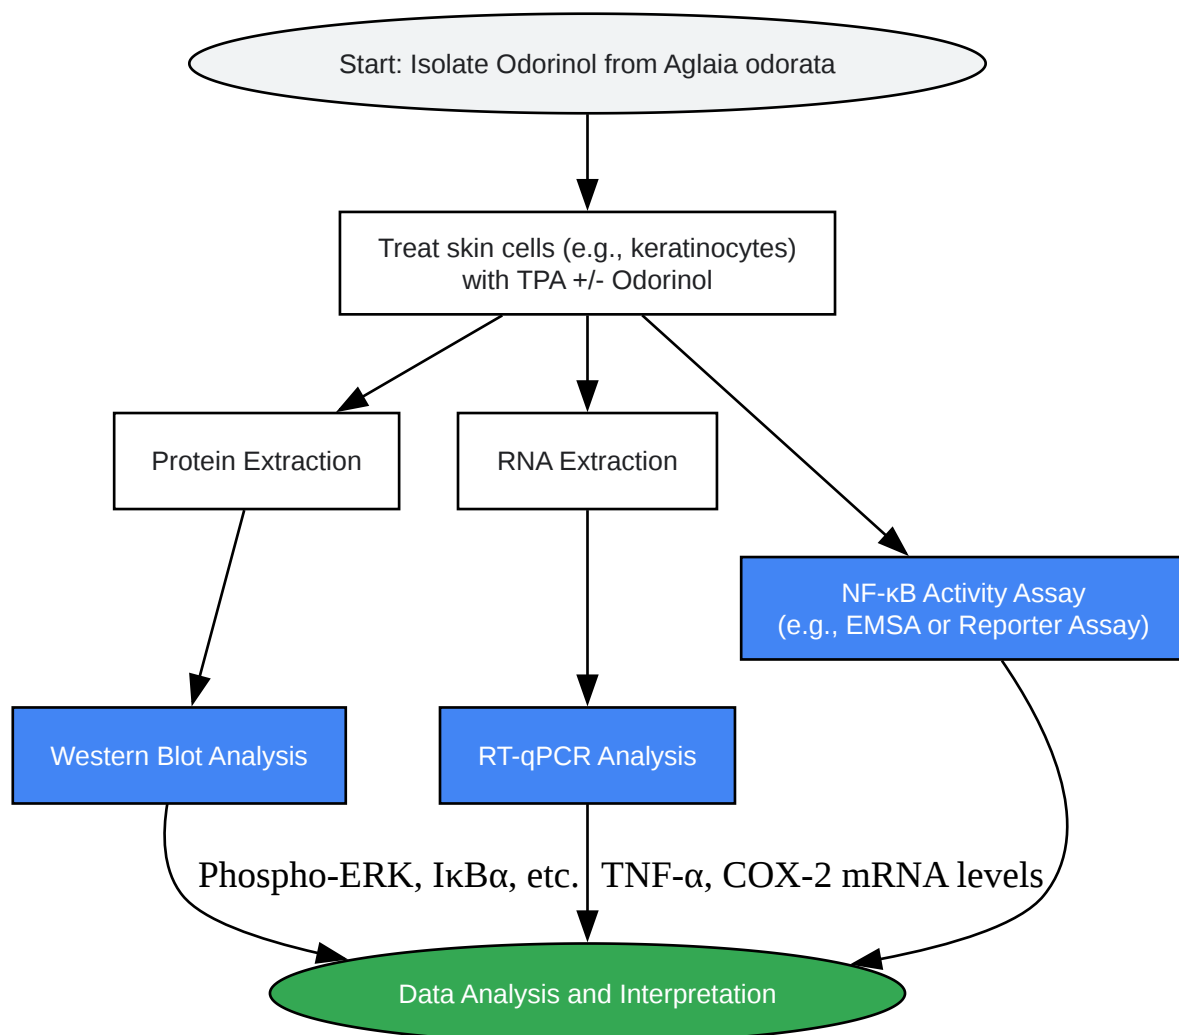 Start: Isolate Odorinol from Aglaia odorata
Treat skin cells (e.g., keratinocytes)
with TPA +/- Odorinol
Protein Extraction
RNA Extraction
NF-κB Activity Assay
(e.g., EMSA or Reporter Assay)
Western Blot Analysis
RT-qPCR Analysis
Phospho-ERK, IκBα, etc.
TNF-α, COX-2 mRNA levels
Data Analysis and Interpretation